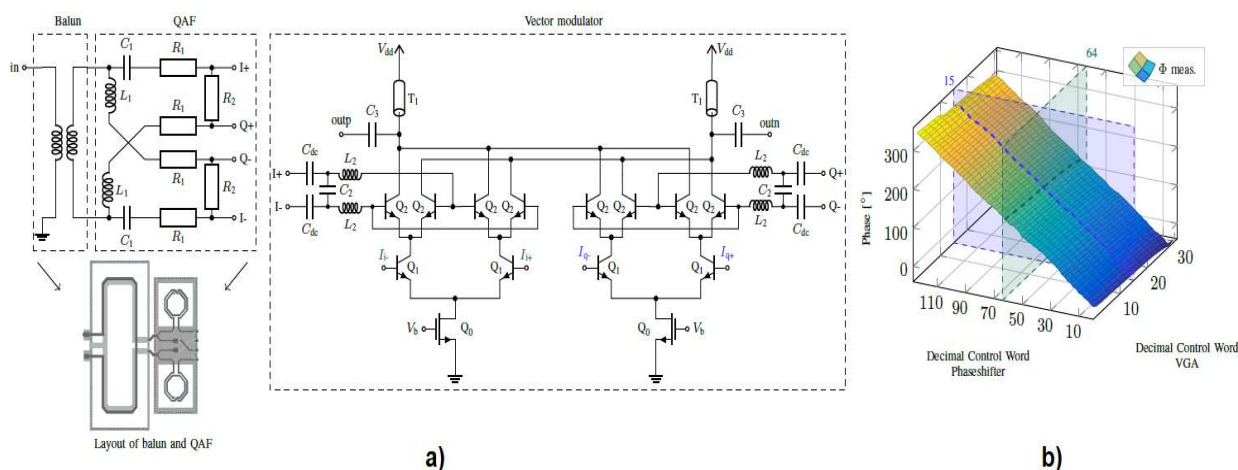 Balun
QAF
Vector modulator
in
C1
R1
I+
L1
R2
R1
Q+
R1
Q-
L1
R2
C1
R1
I-
Layout of balun and QAF
Vdd
Vdd
T1
T1
outp
C3
C3
outn
I+
Cdc
L2
C2
I-
Cdc
L2
Q2
Q2
Q2
Q2
Q2
Q2
Q2
Q2
L2
Cdc
Q+
C2
L2
Cdc
Q-
Ii-
Q1
Ii+
Q1
Iq-
Q1
Iq+
Q1
Vb
Q0
Q0
Vb
a)
64
15
Φ meas.
Phase [°]
300
200
100
0
110
90
70
50
30
10
10
20
30
Decimal Control Word
Phaseshifter
Decimal Control Word
VGA
b)